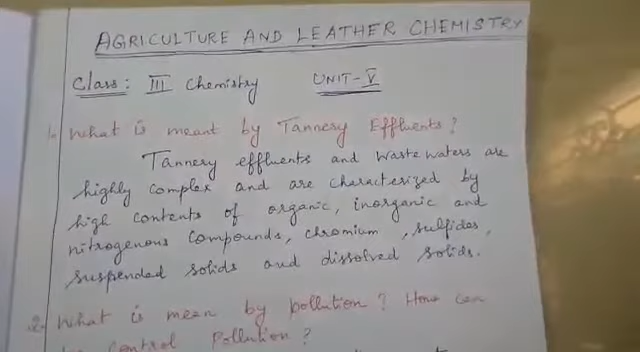 AGRICULTURE AND LEATHER CHEMISTRY
Class: III Chemistry UNIT-V
1. What is meant by Tannery Effluents?
Tannery effluents and wastewaters are
highly complex and are characterized by
high contents of organic, inorganic and
nitrogenous compounds, chromium, sulfides,
suspended solids and dissolved solids.
2. What is mean by pollution? How can
control Pollution?